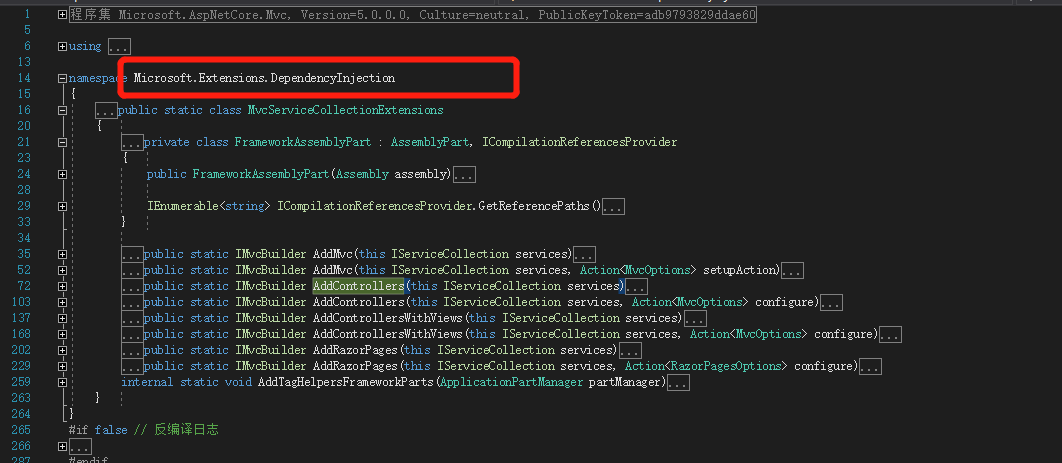 1 程序集 Microsoft.AspNetCore.Mvc, Version=5.0.0.0, Culture=neutral, PublicKeyToken=adb9793829ddae60
5
6 using ...
13
14 namespace Microsoft.Extensions.DependencyInjection
15 {
16 ...public static class MvcServiceCollectionExtensions
20 {
21 ...private class FrameworkAssemblyPart : AssemblyPart, ICompilationReferencesProvider
23 {
24 public FrameworkAssemblyPart(Assembly assembly)...
28
29 IEnumerable<string> ICompilationReferencesProvider.GetReferencePaths()...
33 }
34
35 ...public static IMvcBuilder AddMvc(this IServiceCollection services)...
52 ...public static IMvcBuilder AddMvc(this IServiceCollection services, Action<MvcOptions> setupAction)...
72 ...public static IMvcBuilder AddControllers(this IServiceCollection services)...
103 ...public static IMvcBuilder AddControllers(this IServiceCollection services, Action<MvcOptions> configure)...
137 ...public static IMvcBuilder AddControllersWithViews(this IServiceCollection services)...
168 ...public static IMvcBuilder AddControllersWithViews(this IServiceCollection services, Action<MvcOptions> configure)...
202 ...public static IMvcBuilder AddRazorPages(this IServiceCollection services)...
229 ...public static IMvcBuilder AddRazorPages(this IServiceCollection services, Action<RazorPagesOptions> configure)...
259 internal static void AddTagHelpersFrameworkParts(ApplicationPartManager partManager)...
263 }
264 }
265 #if false // 反编译日志
266 ...
287 #endif